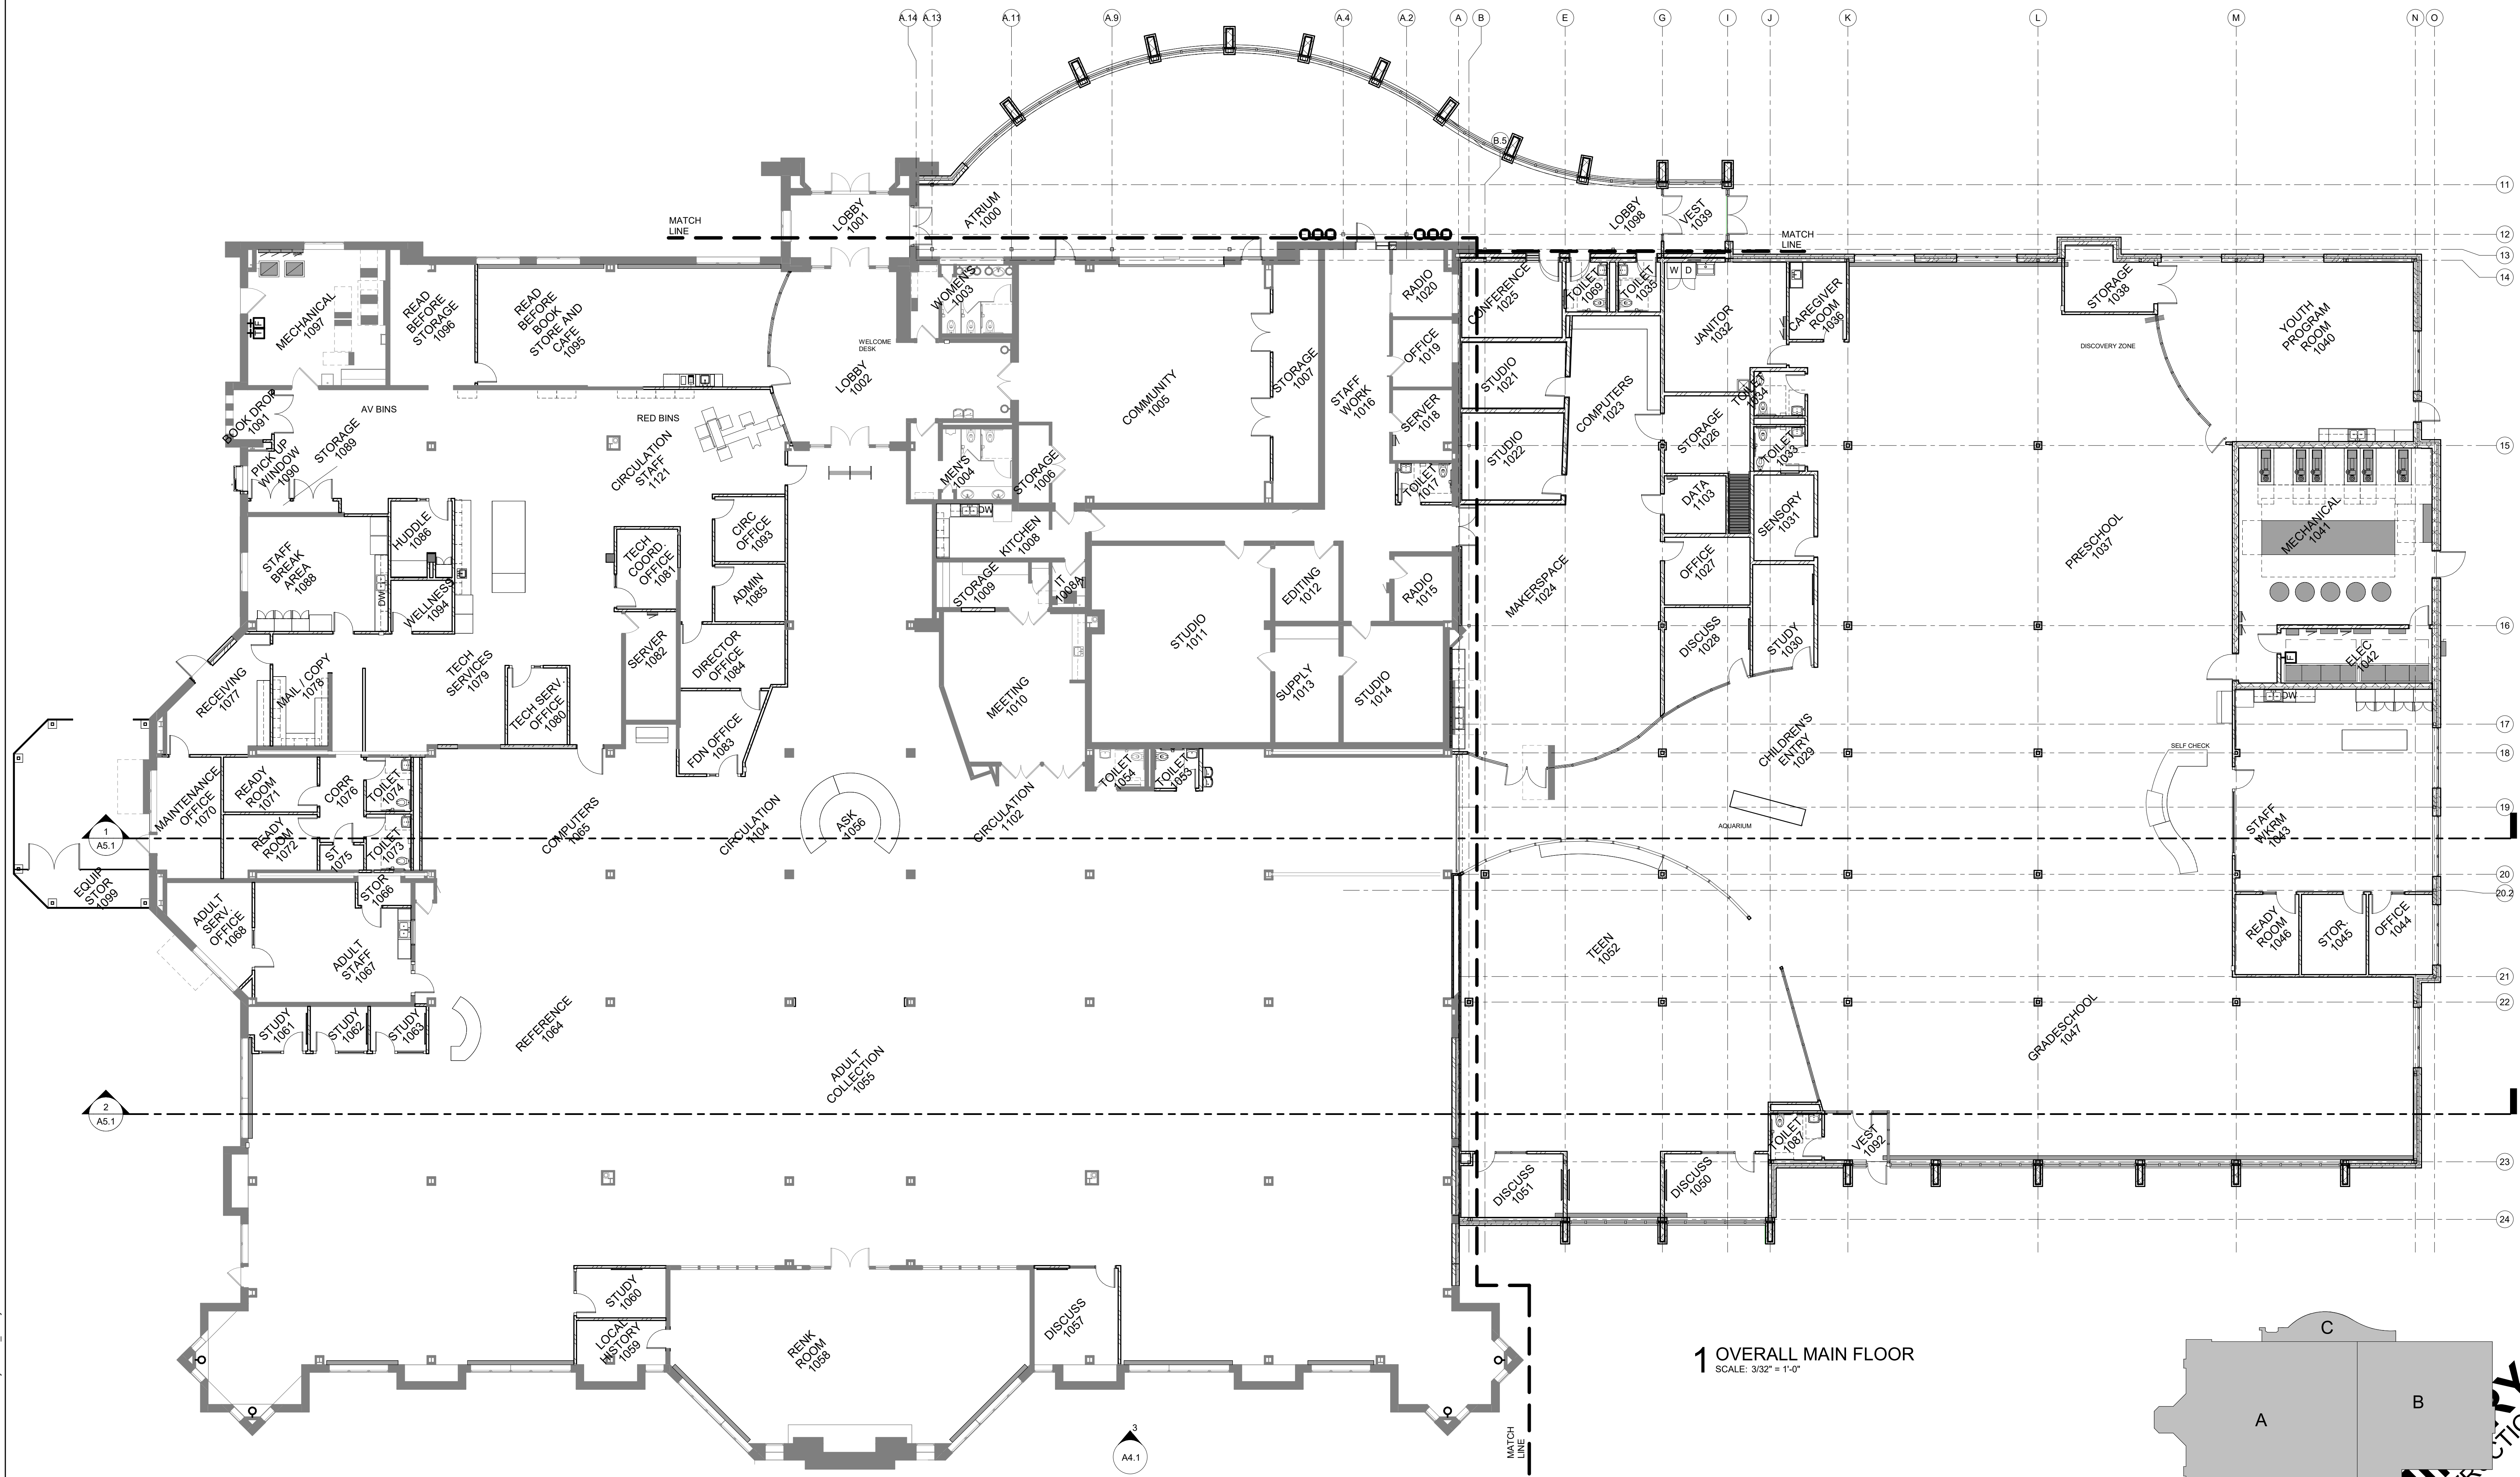 A.14
A.13
A.11
A.9
A.4
A.2
A
B
E
G
I
J
K
L
M
N
O
B.5
11
12
13
14
15
16
17
18
19
20
20.2
21
22
23
24
MATCH
LINE
LOBBY
1001
ATRIUM
1000
LOBBY
1098
VEST
1039
MATCH
LINE
MECHANICAL
1097
F
READ
BEFORE
STORAGE
1096
READ
BEFORE
BOOK
STORE AND
CAFE
1095
WELCOME
DESK
LOBBY
1002
WOMEN'S
1003
COMMUNITY
1005
STORAGE
1007
STAFF
WORK
1016
RADIO
1020
OFFICE
1019
SERVER
1018
TOILET
1017
CONFERENCE
1025
TOILET
1069
TOILET
1035
W
D
JANITOR
1032
CAREGIVER
ROOM
1036
STORAGE
1038
YOUTH
PROGRAM
ROOM
1040
DISCOVERY ZONE
STUDIO
1021
STUDIO
1022
COMPUTERS
1023
STORAGE
1026
TOILET
1034
TOILET
1033
DATA
1103
SENSORY
1031
BOOK DROP
1091
AV BINS
RED BINS
PICK UP
WINDOW
1090
STORAGE
1089
CIRCULATION
STAFF
1121
MEN'S
1004
STORAGE
1006
DW
KITCHEN
1008
STORAGE
1009
IT
1008A
HUDDLE
1086
STAFF
BREAK
AREA
1088
DW
WELLNESS
1094
TECH
COORD.
OFFICE
1081
CIRC
OFFICE
1093
ADMIN
1085
SERVER
1082
DIRECTOR
OFFICE
1084
FDN OFFICE
1083
TECH
SERVICES
1079
TECH SERV.
OFFICE
1080
MAIL / COPY
1078
RECEIVING
1077
MEETING
1010
STUDIO
1011
EDITING
1012
SUPPLY
1013
STUDIO
1014
RADIO
1015
MAKERSPACE
1024
OFFICE
1027
DISCUSS
1028
STUDY
1030
PRESCHOOL
1037
MECHANICAL
1041
F
ELEC
1042
DW
CHILDREN'S
ENTRY
1029
SELF CHECK
STAFF
WKRM
1043
AQUARIUM
MAINTENANCE
OFFICE
1070
READY
ROOM
1071
READY
ROOM
1072
CORR
1076
ST
1075
TOILET
1074
TOILET
1073
STOR
1066
EQUIP
STOR
1099
ADULT
SERV.
OFFICE
1068
ADULT
STAFF
1067
STUDY
1061
STUDY
1062
STUDY
1063
COMPUTERS
1065
CIRCULATION
1104
ASK
1056
CIRCULATION
1102
TOILET
1054
TOILET
1053
TEEN
1052
READY
ROOM
1046
STOR.
1045
OFFICE
1044
REFERENCE
1064
ADULT
COLLECTION
1055
GRADESCHOOL
1047
TOILET
1087
VEST
1092
DISCUSS
1051
DISCUSS
1050
STUDY
1060
LOCAL
HISTORY
1059
RENK
ROOM
1058
DISCUSS
1057
1
A5.1
2
A5.1
3
A4.1
MATCH
LINE
1 OVERALL MAIN FLOOR
SCALE: 3/32" = 1'-0"
C
A
B